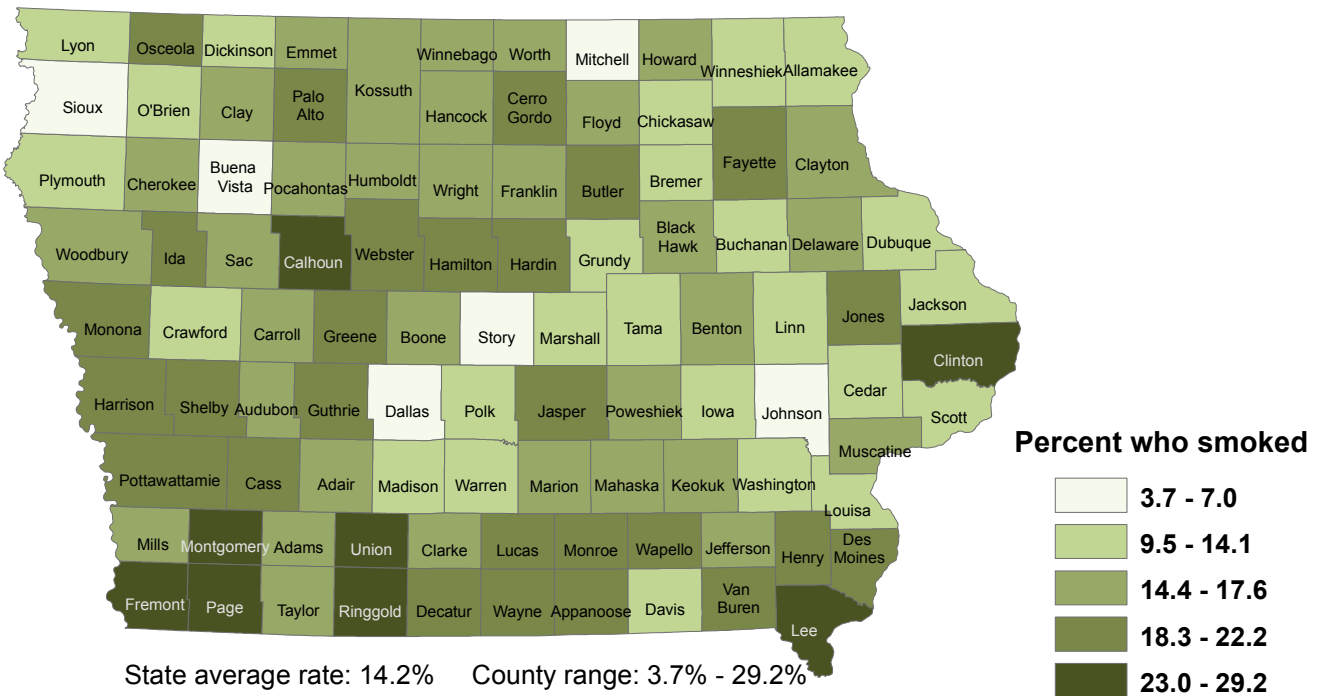 Lyon
Osceola
Dickinson
Emmet
Kossuth
Winnebago
Worth
Mitchell
Howard
Winneshiek
Allamakee
Sioux
O'Brien
Clay
Palo
Alto
Hancock
Cerro
Gordo
Floyd
Chickasaw
Fayette
Clayton
Plymouth
Cherokee
Buena
Vista
Pocahontas
Humboldt
Wright
Franklin
Butler
Bremer
Woodbury
Ida
Sac
Calhoun
Webster
Hamilton
Hardin
Grundy
Black
Hawk
Buchanan
Delaware
Dubuque
Monona
Crawford
Carroll
Greene
Boone
Story
Marshall
Tama
Benton
Linn
Jones
Jackson
Clinton
Harrison
Shelby
Audubon
Guthrie
Dallas
Polk
Jasper
Poweshiek
Iowa
Johnson
Cedar
Scott
Muscatine
Pottawattamie
Cass
Adair
Madison
Warren
Marion
Mahaska
Keokuk
Washington
Louisa
Mills
Montgomery
Adams
Union
Clarke
Lucas
Monroe
Wapello
Jefferson
Henry
Des
Moines
Fremont
Page
Taylor
Ringgold
Decatur
Wayne
Appanoose
Davis
Van
Buren
Lee
State average rate: 14.2% County range: 3.7% - 29.2%
Percent who smoked
3.7 - 7.0
9.5 - 14.1
14.4 - 17.6
18.3 - 22.2
23.0 - 29.2